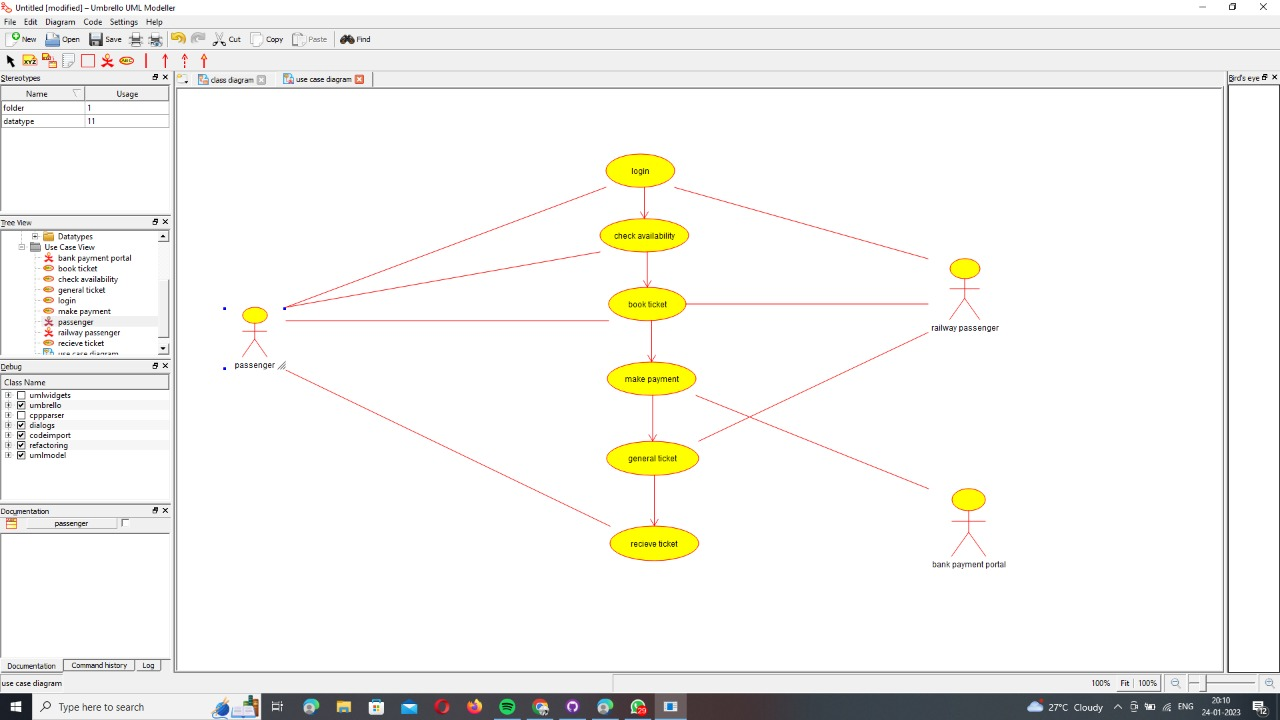 Untitled [modified] – Umbrello UML Modeller
File Edit Diagram Code Settings Help
New Open Save Cut Copy Paste Find
Stereotypes
Name Usage
folder 1
datatype 11
Tree View
Datatypes
Use Case View
bank payment portal
book ticket
check availability
general ticket
login
make payment
passenger
railway passenger
recieve ticket
use case diagram
Debug
Class Name
umlwidgets
umbrello
cppparser
dialogs
codeimport
refactoring
umlmodel
Documentation
passenger
Documentation Command history Log
use case diagram
class diagram use case diagram
login
check availability
book ticket
make payment
general ticket
recieve ticket
passenger
railway passenger
bank payment portal
Bird's eye
100% Fit 100%
Type here to search
29
27°C Cloudy
ENG
20:10
24-01-2023
12